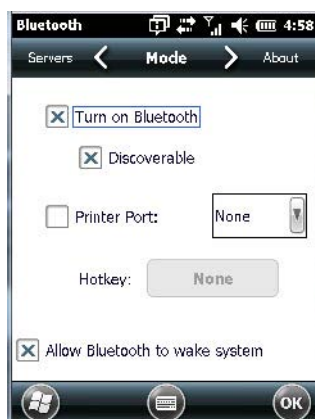 Bluetooth 4:58
Servers Mode About
Turn on Bluetooth
Discoverable
Printer Port: None
Hotkey: None
Allow Bluetooth to wake system
OK